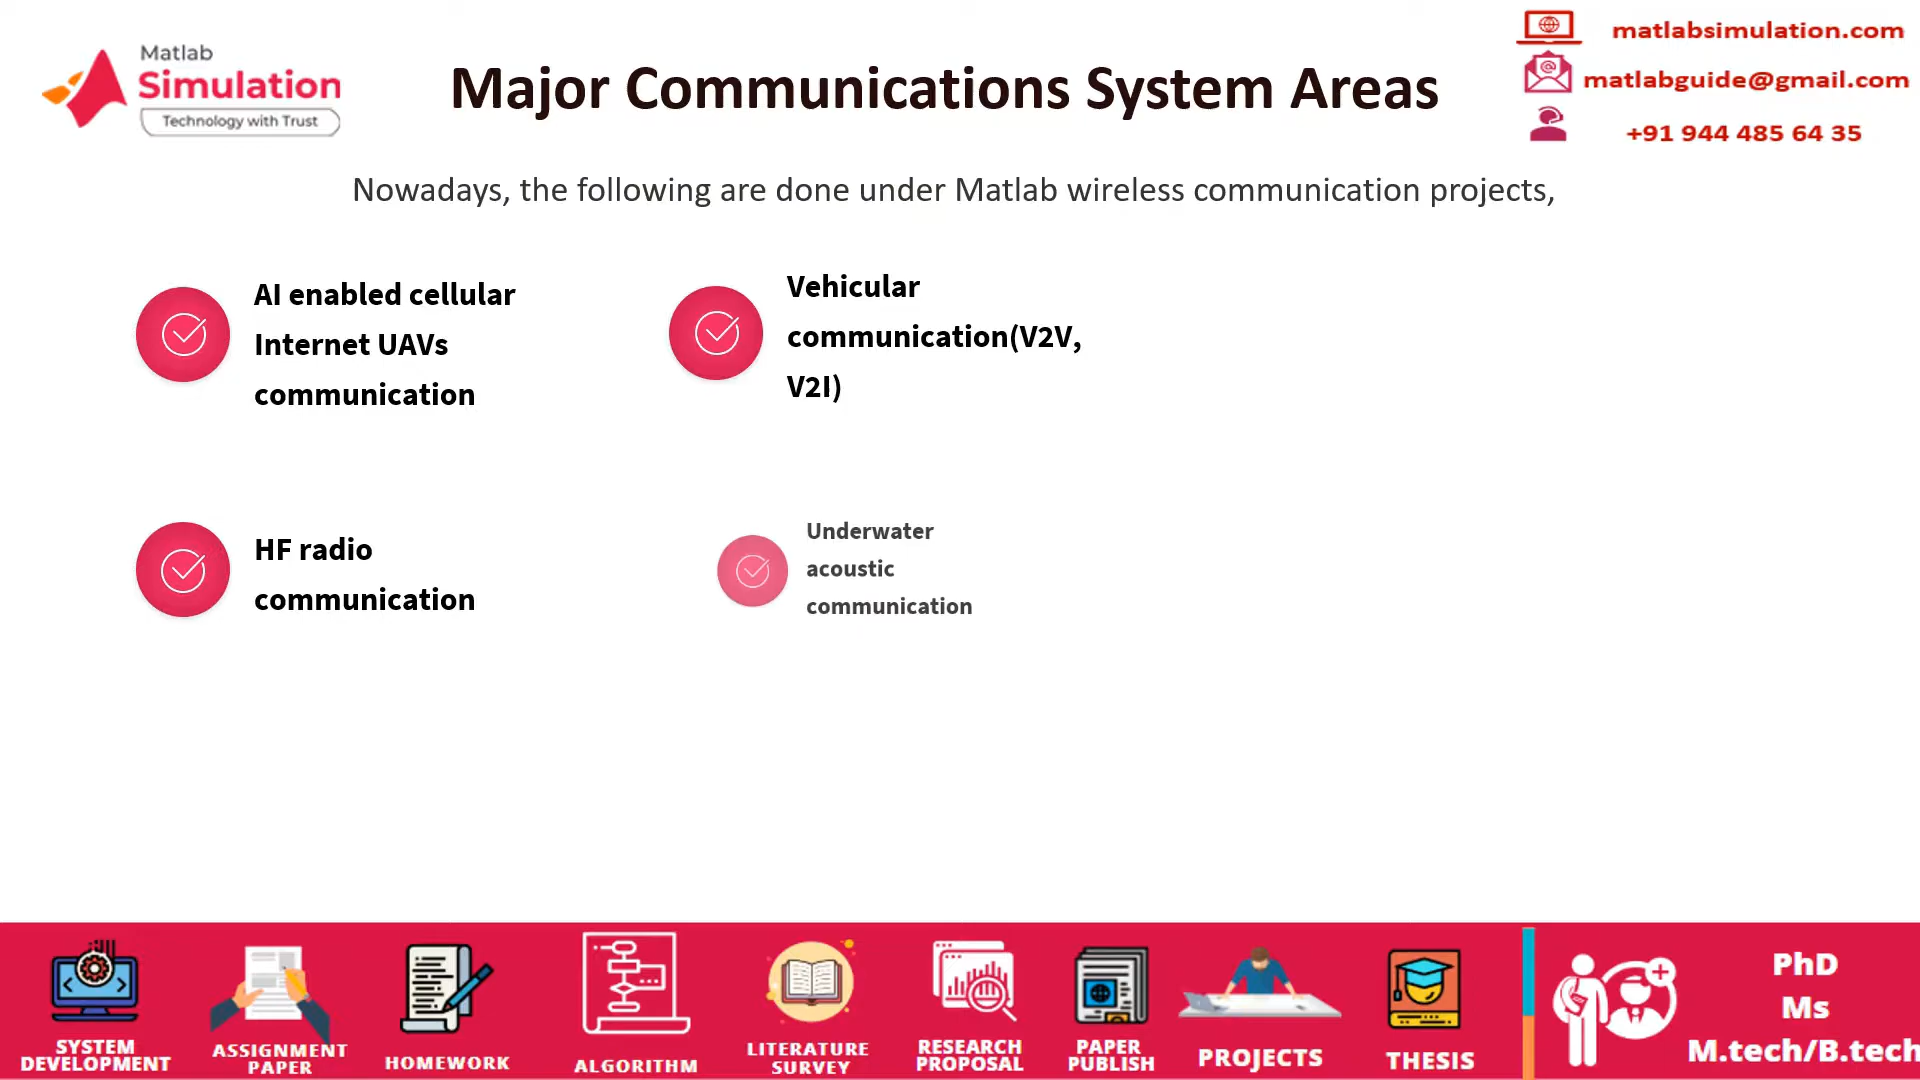 Matlab
Simulation
Technology with Trust
Major Communications System Areas
matlabsimulation.com
matlabguide@gmail.com
+91 944 485 64 35
Nowadays, the following are done under Matlab wireless communication projects,
AI enabled cellular
Internet UAVs
communication
Vehicular
communication(V2V,
V2I)
HF radio
communication
Underwater
acoustic
communication
SYSTEM
DEVELOPMENT
ASSIGNMENT
PAPER
HOMEWORK
ALGORITHM
LITERATURE
SURVEY
RESEARCH
PROPOSAL
PAPER
PUBLISH
PROJECTS
THESIS
PhD
Ms
M.tech/B.tech